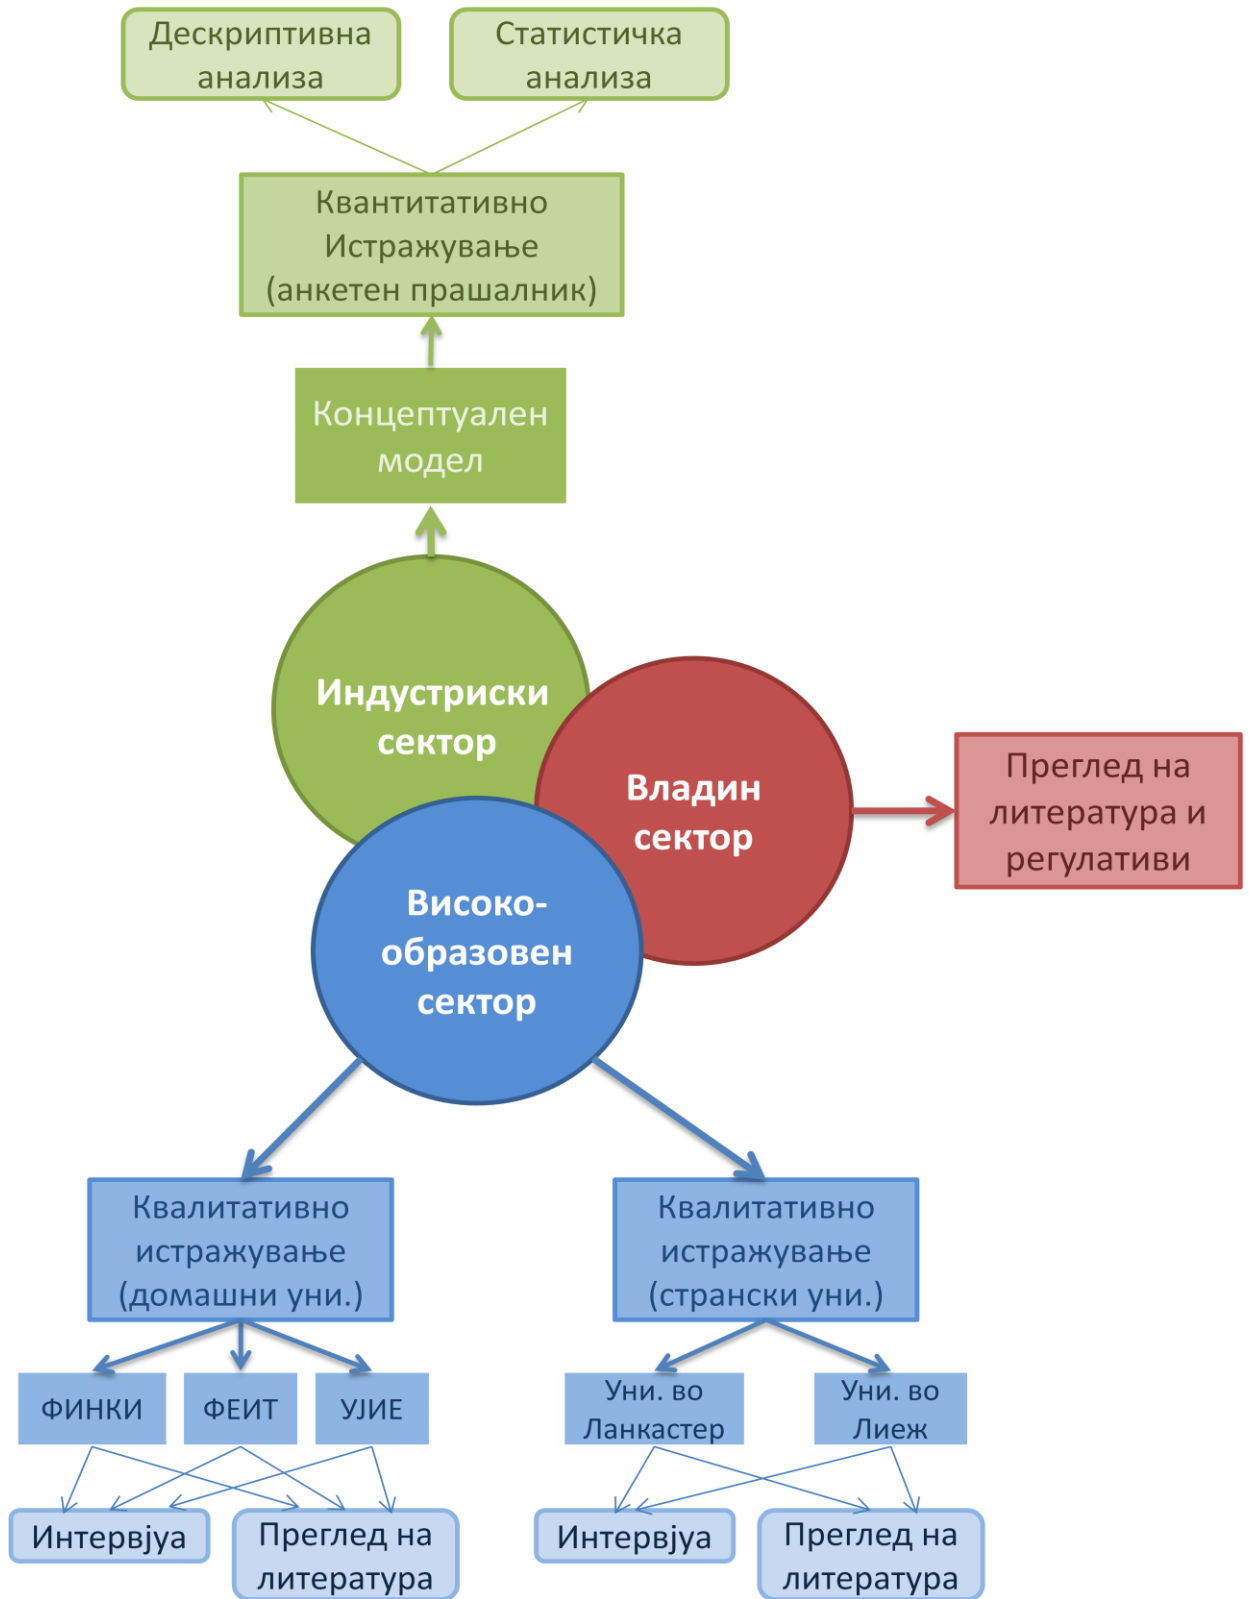 Дескриптивна
анализа
Статистичка
анализа
Квантитативно
Истражување
(анкетен прашалник)
Концептуален
модел
Индустриски
сектор
Владин
сектор
Преглед на
литература и
регулативи
Високо-
образовен
сектор
Квалитативно
истражување
(домашни уни.)
Квалитативно
истражување
(странски уни.)
ФИНКИ
ФЕИТ
УЈИЕ
Уни. во
Ланкастер
Уни. во
Лиеж
Интервјуа
Преглед на
литература
Интервјуа
Преглед на
литература